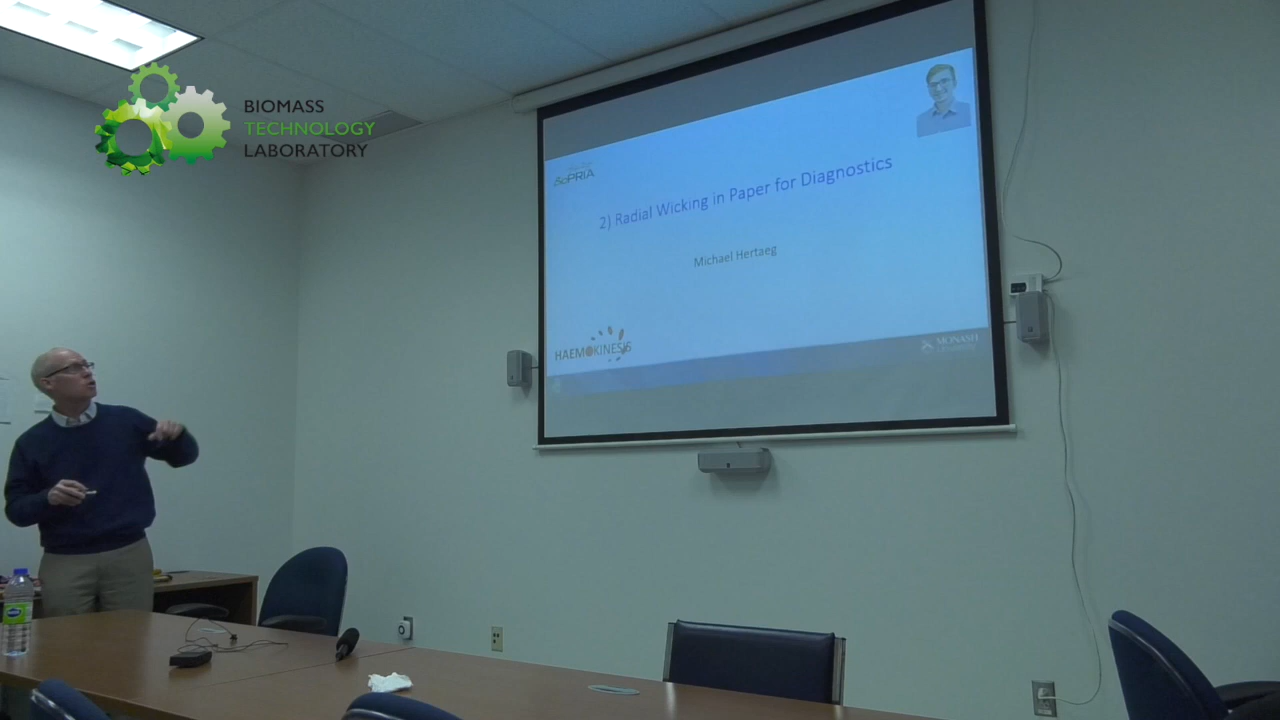 BIOMASS
TECHNOLOGY
LABORATORY
BioPRIA
2) Radial Wicking in Paper for Diagnostics
Michael Hertaeg
HAEMOKINESIS
MONASH